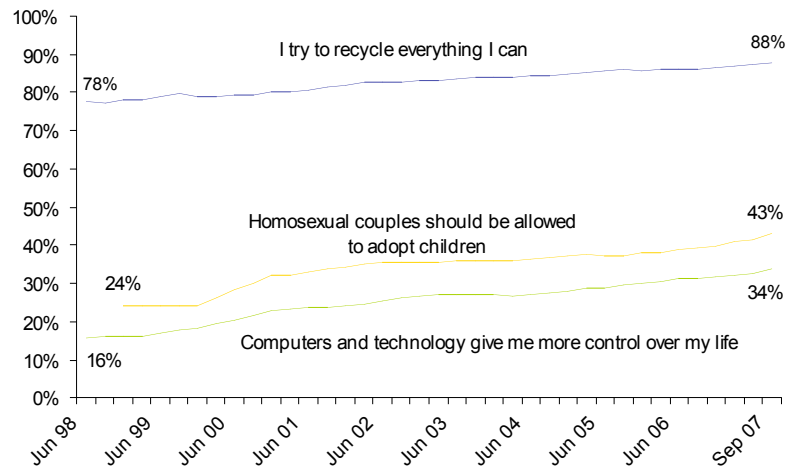 100%
90%
80%
70%
60%
50%
40%
30%
20%
10%
0%
I try to recycle everything I can
88%
78%
Homosexual couples should be allowed
to adopt children
43%
24%
34%
Computers and technology give me more control over my life
16%
Jun 98
Jun 99
Jun 00
Jun 01
Jun 02
Jun 03
Jun 04
Jun 05
Jun 06
Sep 07